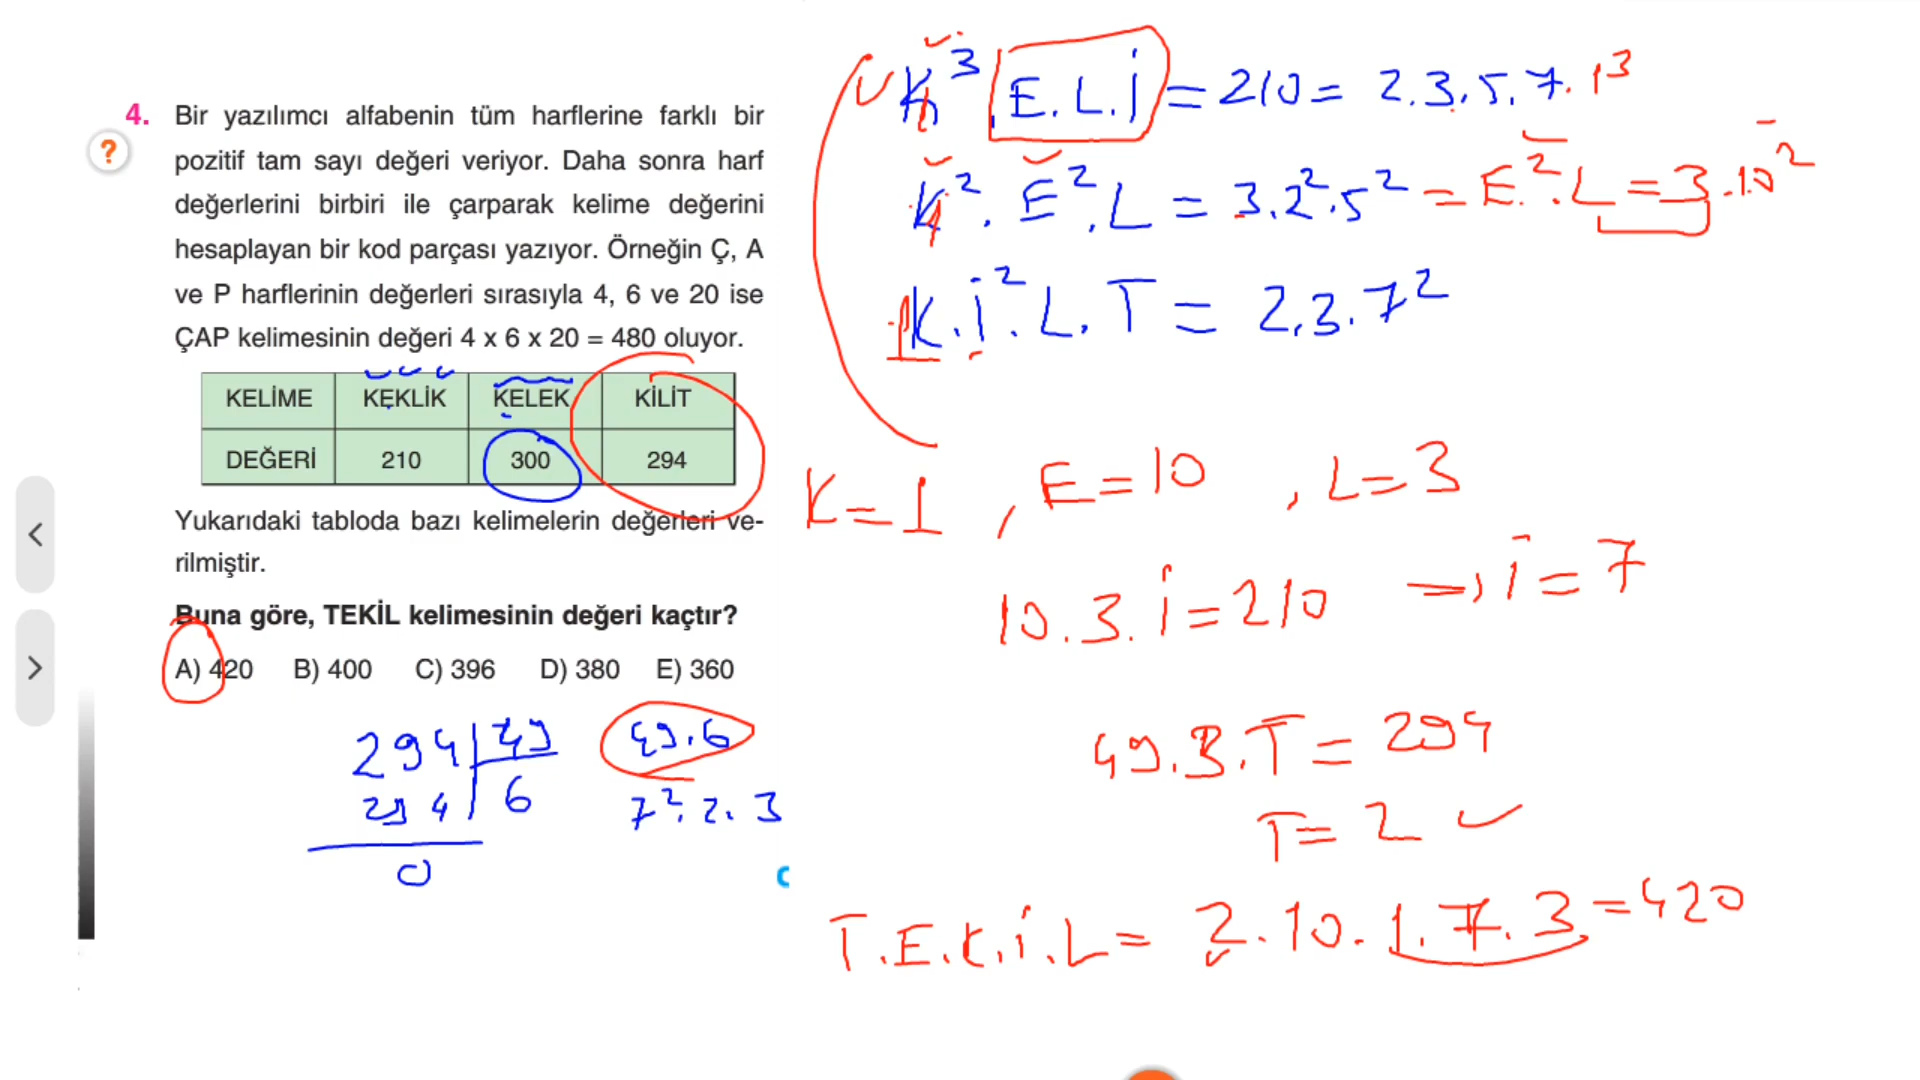 4. Bir yazılımcı alfabenin tüm harflerine farklı bir
? pozitif tam sayı değeri veriyor. Daha sonra harf
değerlerini birbiri ile çarparak kelime değerini
hesaplayan bir kod parçası yazıyor. Örneğin Ç, A
ve P harflerinin değerleri sırasıyla 4, 6 ve 20 ise
ÇAP kelimesinin değeri 4 x 6 x 20 = 480 oluyor.
KELİME KEKLİK KELEK KİLİT
DEĞERİ 210 300 294
Yukarıdaki tabloda bazı kelimelerin değerleri ve-
rilmiştir.
Buna göre, TEKİL kelimesinin değeri kaçtır?
A) 420 B) 400 C) 396 D) 380 E) 360
294 49 49.6
294 6 7².2.3
0
K³.E.L.İ = 210 = 2.3.5.7.1³
K².E².L = 3.2².5² = E².L = 3.10²
K.İ².L.T = 2.3.7²
K=1, E=10, L=3
10.3.İ=210 → İ=7
49.3.T=294
T=2
T.E.K.İ.L= 2.10.1.7.3=420